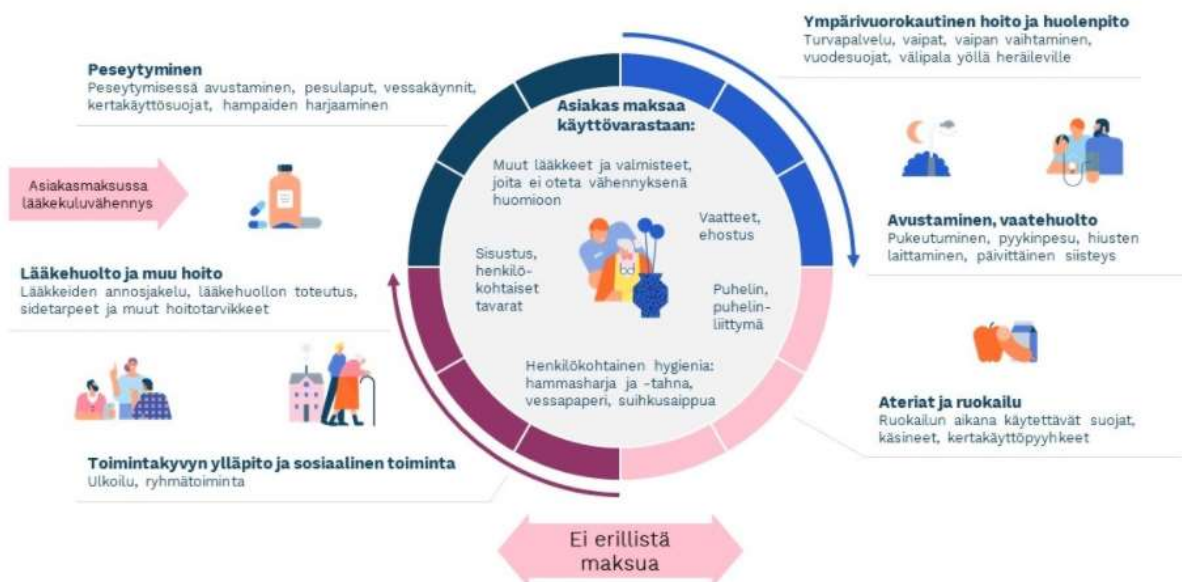 Ympärivuorokautinen hoito ja huolenpito
Turvapalvelu, vaipat, vaipan vaihtaminen,
vuodesuojat, välipala yöllä heräileville
Peseytyminen
Peseytymisessä avustaminen, pesulaput, vessakäynnit,
kertakäyttösuojat, hampaiden harjaaminen
Asiakasmaksussa
lääkekuluvähennys
Lääkehuolto ja muu hoito
Lääkkeiden annosjakelu, lääkehuollon toteutus,
sidetarpeet ja muut hoitotarvikkeet
Toimintakyvyn ylläpito ja sosiaalinen toiminta
Ulkoilu, ryhmätoiminta
Asiakas maksaa
käyttövarastaan:
Muut lääkkeet ja valmisteet,
joita ei oteta vähennyksenä
huomioon
Vaatteet,
ehostus
Sisustus,
henkilö-
kohtaiset
tavarat
Puhelin,
puhelin-
liittymä
Henkilökohtainen hygienia:
hammasharja ja -tahna,
vessapaperi, suihkusaippua
Avustaminen, vaatehuolto
Pukeutuminen, pyykinpesu, hiusten
laittaminen, päivittäinen siisteys
Ateriat ja ruokailu
Ruokailun aikana käytettävät suojat,
käsineet, kertakäyttöpyyhkeet
Ei erillistä
maksua